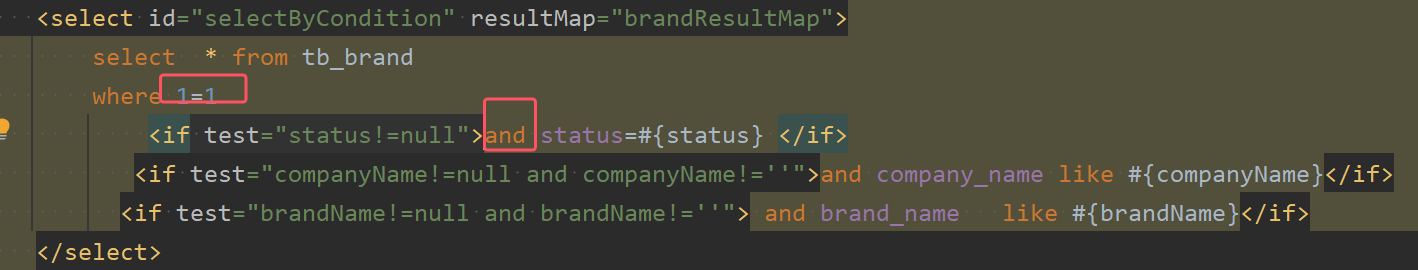 <select id="selectByCondition" resultMap="brandResultMap">
select  * from tb_brand
where 1=1
<if test="status!=null">and status=#{status} </if>
<if test="companyName!=null and companyName!=''">and company_name like #{companyName}</if>
<if test="brandName!=null and brandName!=''"> and brand_name   like #{brandName}</if>
</select>